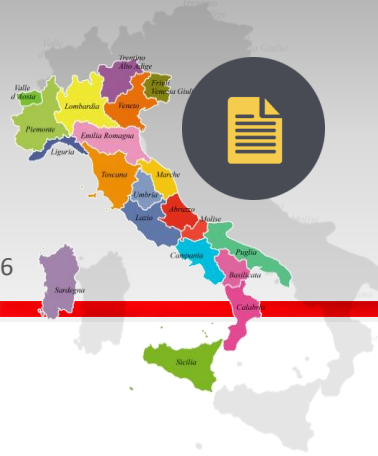 Trentino
Alto Adige
Friuli
Venezia Giuli
Valle
d'Aosta
Lombardia
Veneto
Piemonte
Emilia Romagna
Liguria
Toscana
Marche
Umbria
Lazio
Abruzzo
Molise
Campania
Puglia
Basilicata
6
Sardegna
Calabria
Sicilia